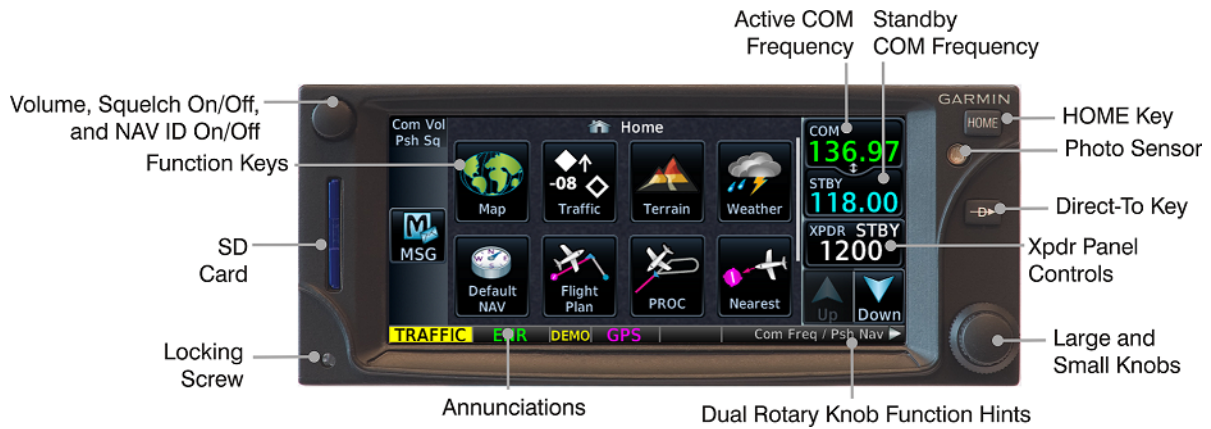 Active COM
Frequency
Standby
COM Frequency
Volume, Squelch On/Off,
and NAV ID On/Off
Function Keys
SD
Card
Locking
Screw
Com Vol
Psh Sq
Home
Map
-08
Traffic
Terrain
Weather
MSG
Default
NAV
Flight
Plan
PROC
Nearest
COM
136.97
STBY
118.00
XPDR STBY
1200
Up
Down
TRAFFIC
ENR
DEMO
GPS
Com Freq / Psh Nav
GARMIN
HOME
D
HOME Key
Photo Sensor
Direct-To Key
Xpdr Panel
Controls
Large and
Small Knobs
Annunciations
Dual Rotary Knob Function Hints